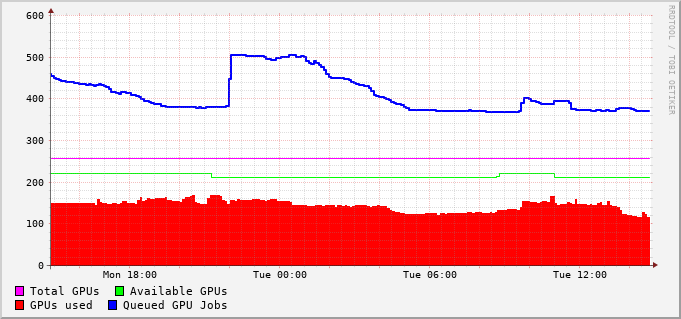 600
500
400
300
200
100
0
Mon 18:00 Tue 00:00 Tue 06:00 Tue 12:00
Total GPUs Available GPUs
GPUs used Queued GPU Jobs
RRDTOOL / TOBI OETIKER